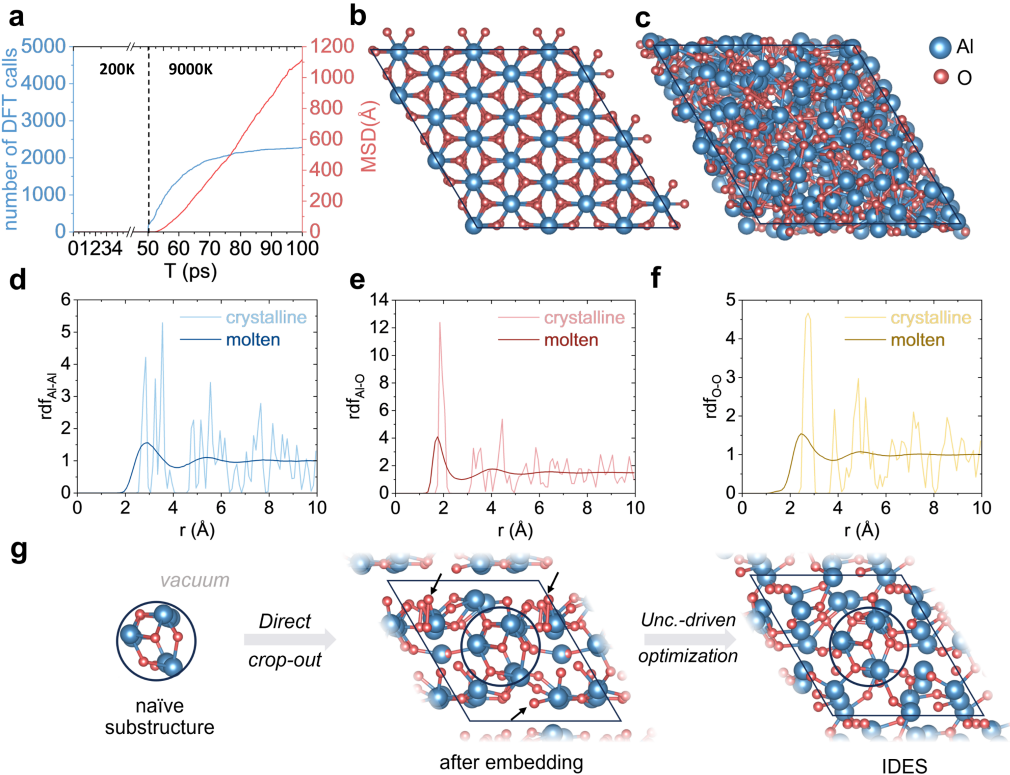 a
number of DFT calls
5000
4000
3000
2000
1000
0
200K
9000K
1200
1000
800
600
400
200
0
MSD(Å)
01234
50 60 70 80 90 100
T (ps)
b
c
Al
O
d
rdfAl-Al
6
5
4
3
2
1
0
crystalline
molten
0 2 4 6 8 10
r (Å)
e
rdfAl-O
14
12
10
8
6
4
2
0
crystalline
molten
0 2 4 6 8 10
r (Å)
f
rdfO-O
5
4
3
2
1
0
crystalline
molten
0 2 4 6 8 10
r (Å)
g
vacuum
naïve
substructure
Direct
crop-out
after embedding
Unc.-driven
optimization
IDES